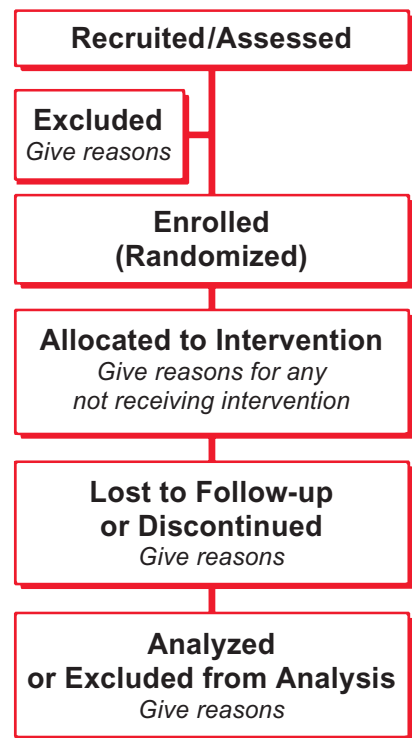 Recruited/Assessed
Excluded
Give reasons
Enrolled
(Randomized)
Allocated to Intervention
Give reasons for any
not receiving intervention
Lost to Follow-up
or Discontinued
Give reasons
Analyzed
or Excluded from Analysis
Give reasons